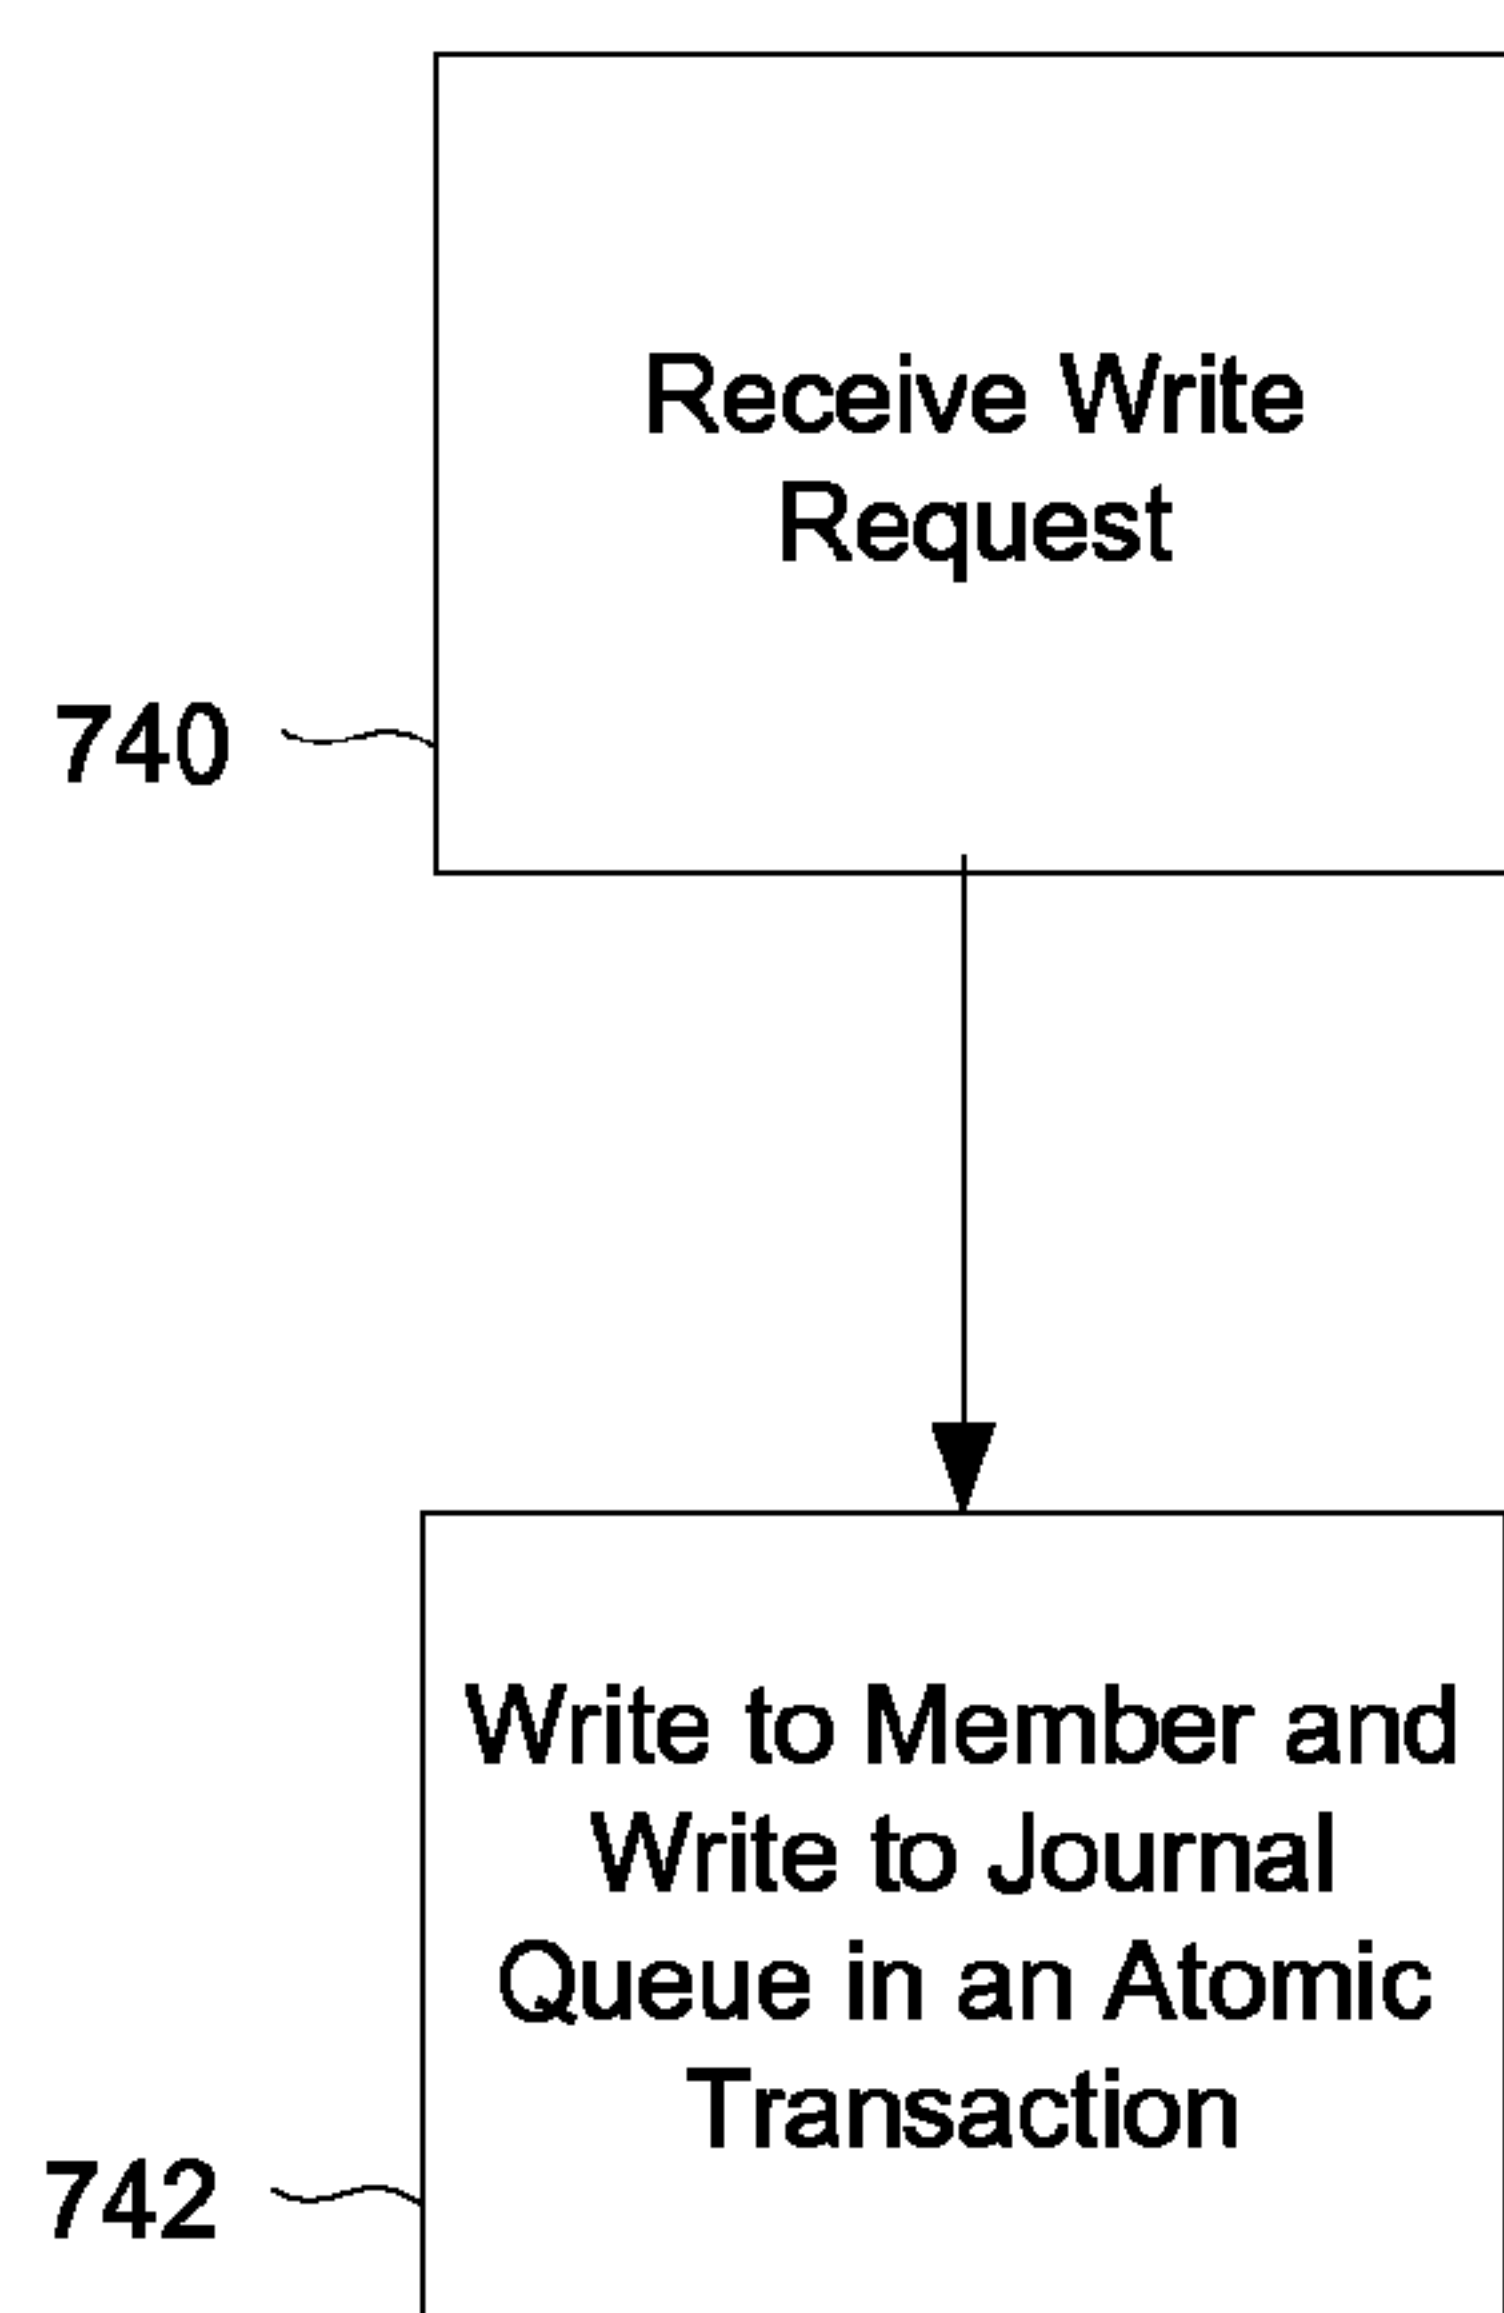 Receive Write
Request
740
Write to Member and
Write to Journal
Queue in an Atomic
Transaction
742